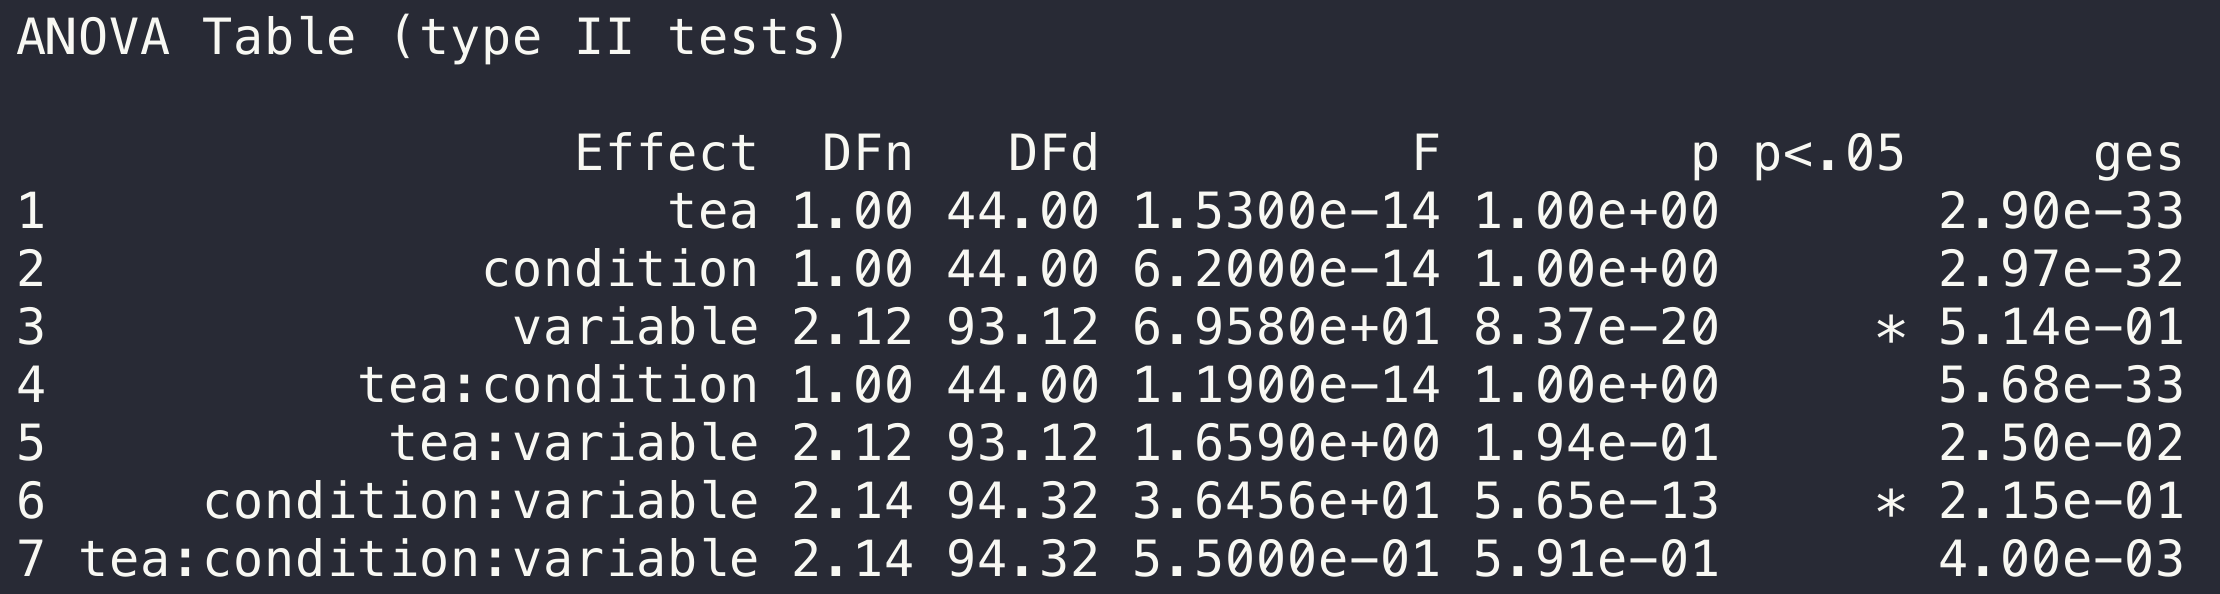 ANOVA Table (type II tests)
Effect DFn DFd F p p<.05 ges
1 tea 1.00 44.00 1.5300e−14 1.00e+00 2.90e−33
2 condition 1.00 44.00 6.2000e−14 1.00e+00 2.97e−32
3 variable 2.12 93.12 6.9580e+01 8.37e−20 * 5.14e−01
4 tea:condition 1.00 44.00 1.1900e−14 1.00e+00 5.68e−33
5 tea:variable 2.12 93.12 1.6590e+00 1.94e−01 2.50e−02
6 condition:variable 2.14 94.32 3.6456e+01 5.65e−13 * 2.15e−01
7 tea:condition:variable 2.14 94.32 5.5000e−01 5.91e−01 4.00e−03